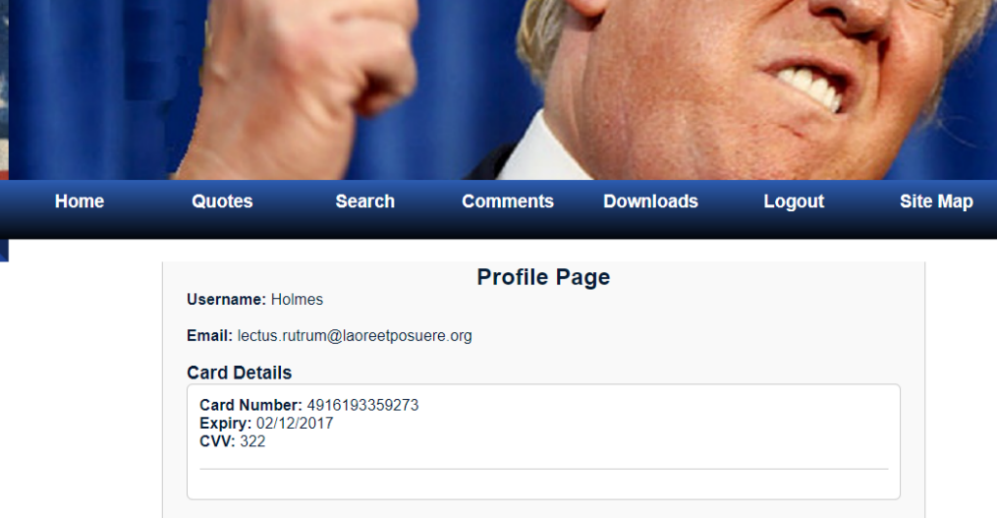 Home Quotes Search Comments Downloads Logout Site Map
Profile Page
Username: Holmes
Email: lectus.rutrum@laoreetposuere.org
Card Details
Card Number: 4916193359273
Expiry: 02/12/2017
CVV: 322